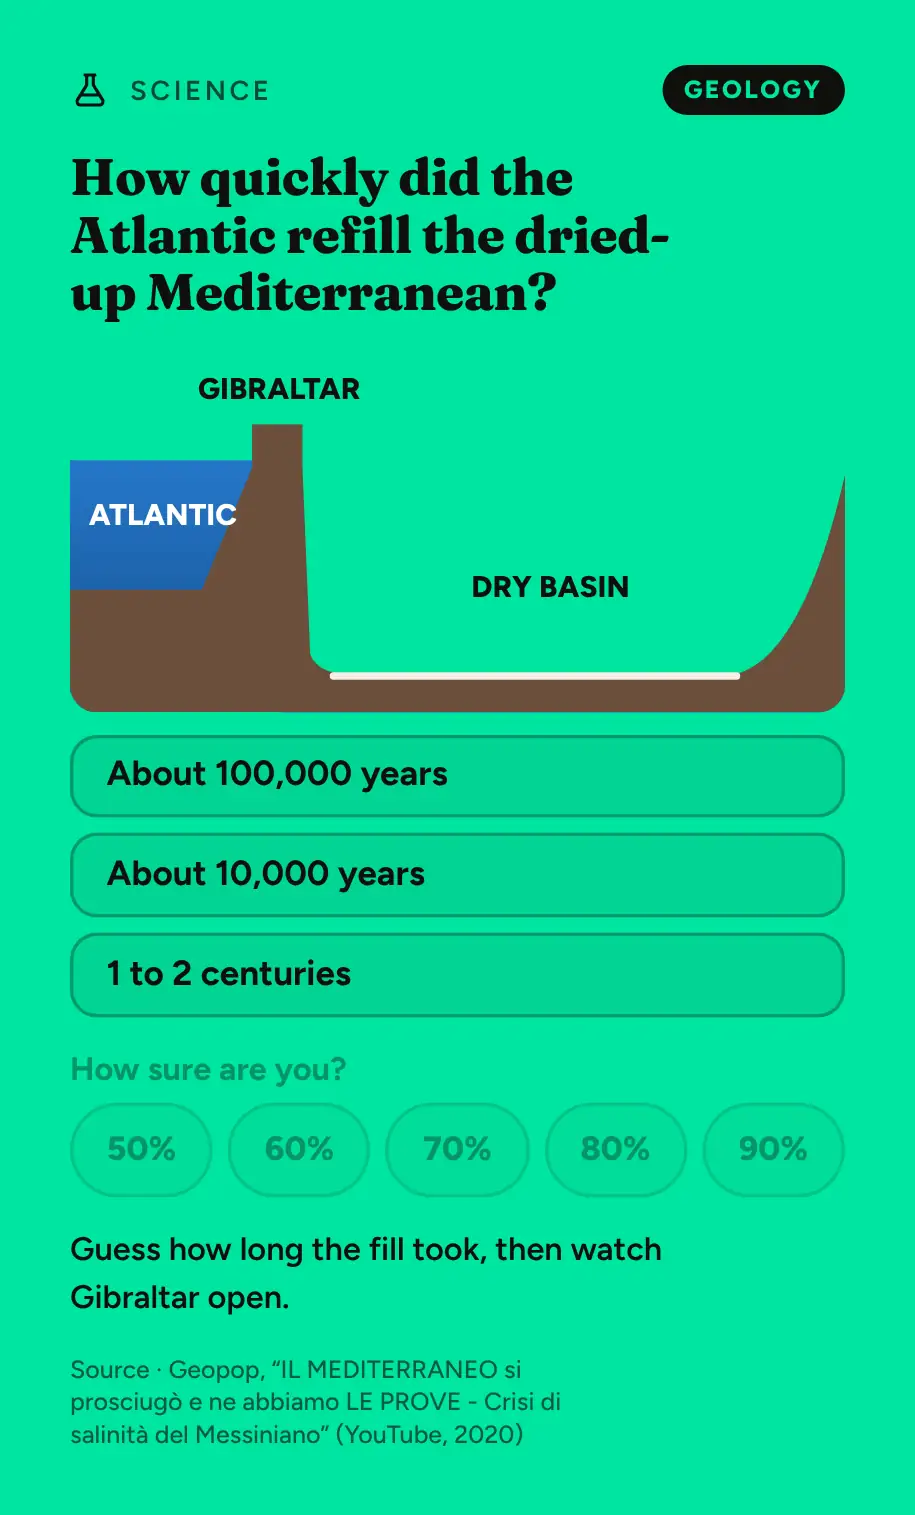 SCIENCE
GEOLOGY
How quickly did the
Atlantic refill the dried-
up Mediterranean?
GIBRALTAR
ATLANTIC
DRY BASIN
About 100,000 years
About 10,000 years
1 to 2 centuries
How sure are you?
50%
60%
70%
80%
90%
Guess how long the fill took, then watch
Gibraltar open.
Source · Geopop, “IL MEDITERRANEO si
prosciugò e ne abbiamo LE PROVE - Crisi di
salinità del Messiniano” (YouTube, 2020)